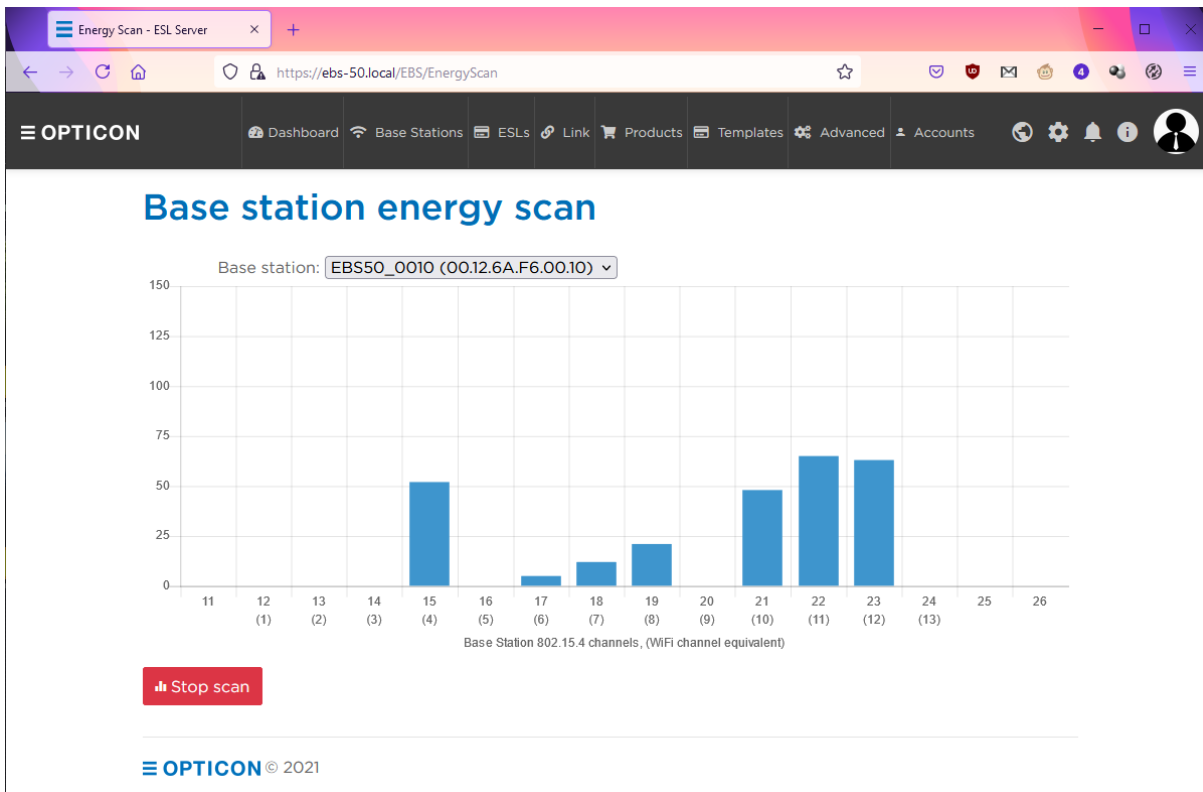 Energy Scan - ESL Server
https://ebs-50.local/EBS/EnergyScan
4
OPTICON
Dashboard
Base Stations
ESLs
Link
Products
Templates
Advanced
Accounts
Base station energy scan
Base station: EBS50_0010 (00.12.6A.F6.00.10)
150
125
100
75
50
25
0
11 12 13 14 15 16 17 18 19 20 21 22 23 24 25 26
(1) (2) (3) (4) (5) (6) (7) (8) (9) (10) (11) (12) (13)
Base Station 802.15.4 channels, (WiFi channel equivalent)
Stop scan
OPTICON © 2021